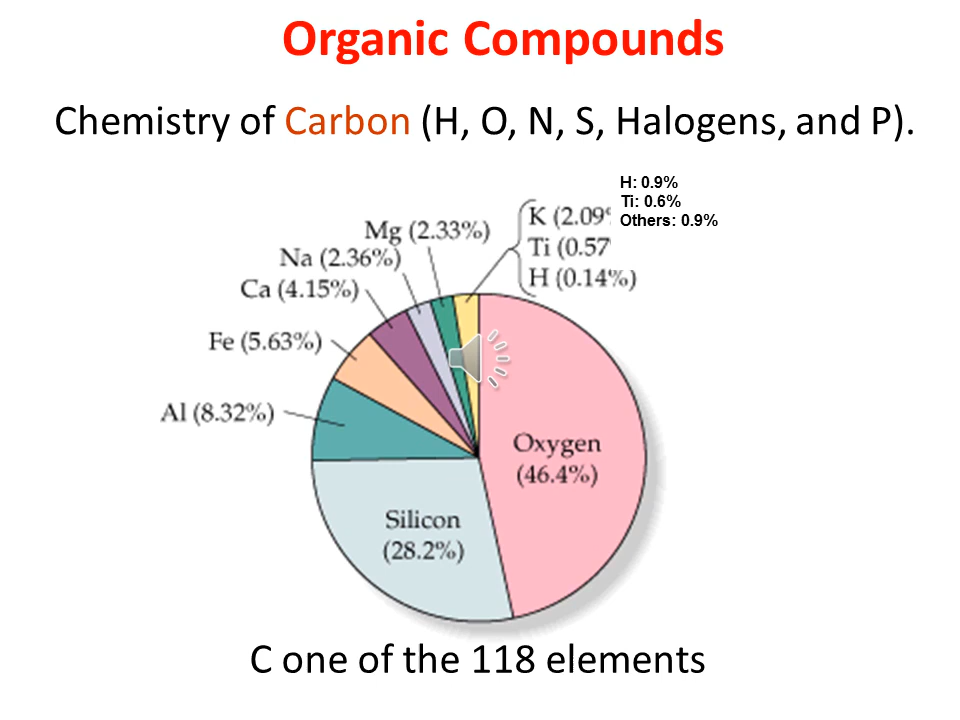 Organic Compounds
Chemistry of Carbon (H, O, N, S, Halogens, and P).
H: 0.9%
Ti: 0.6%
Others: 0.9%
K (2.09
Ti (0.57
H (0.14%)
Mg (2.33%)
Na (2.36%)
Ca (4.15%)
Fe (5.63%)
Al (8.32%)
Oxygen
(46.4%)
Silicon
(28.2%)
C one of the 118 elements